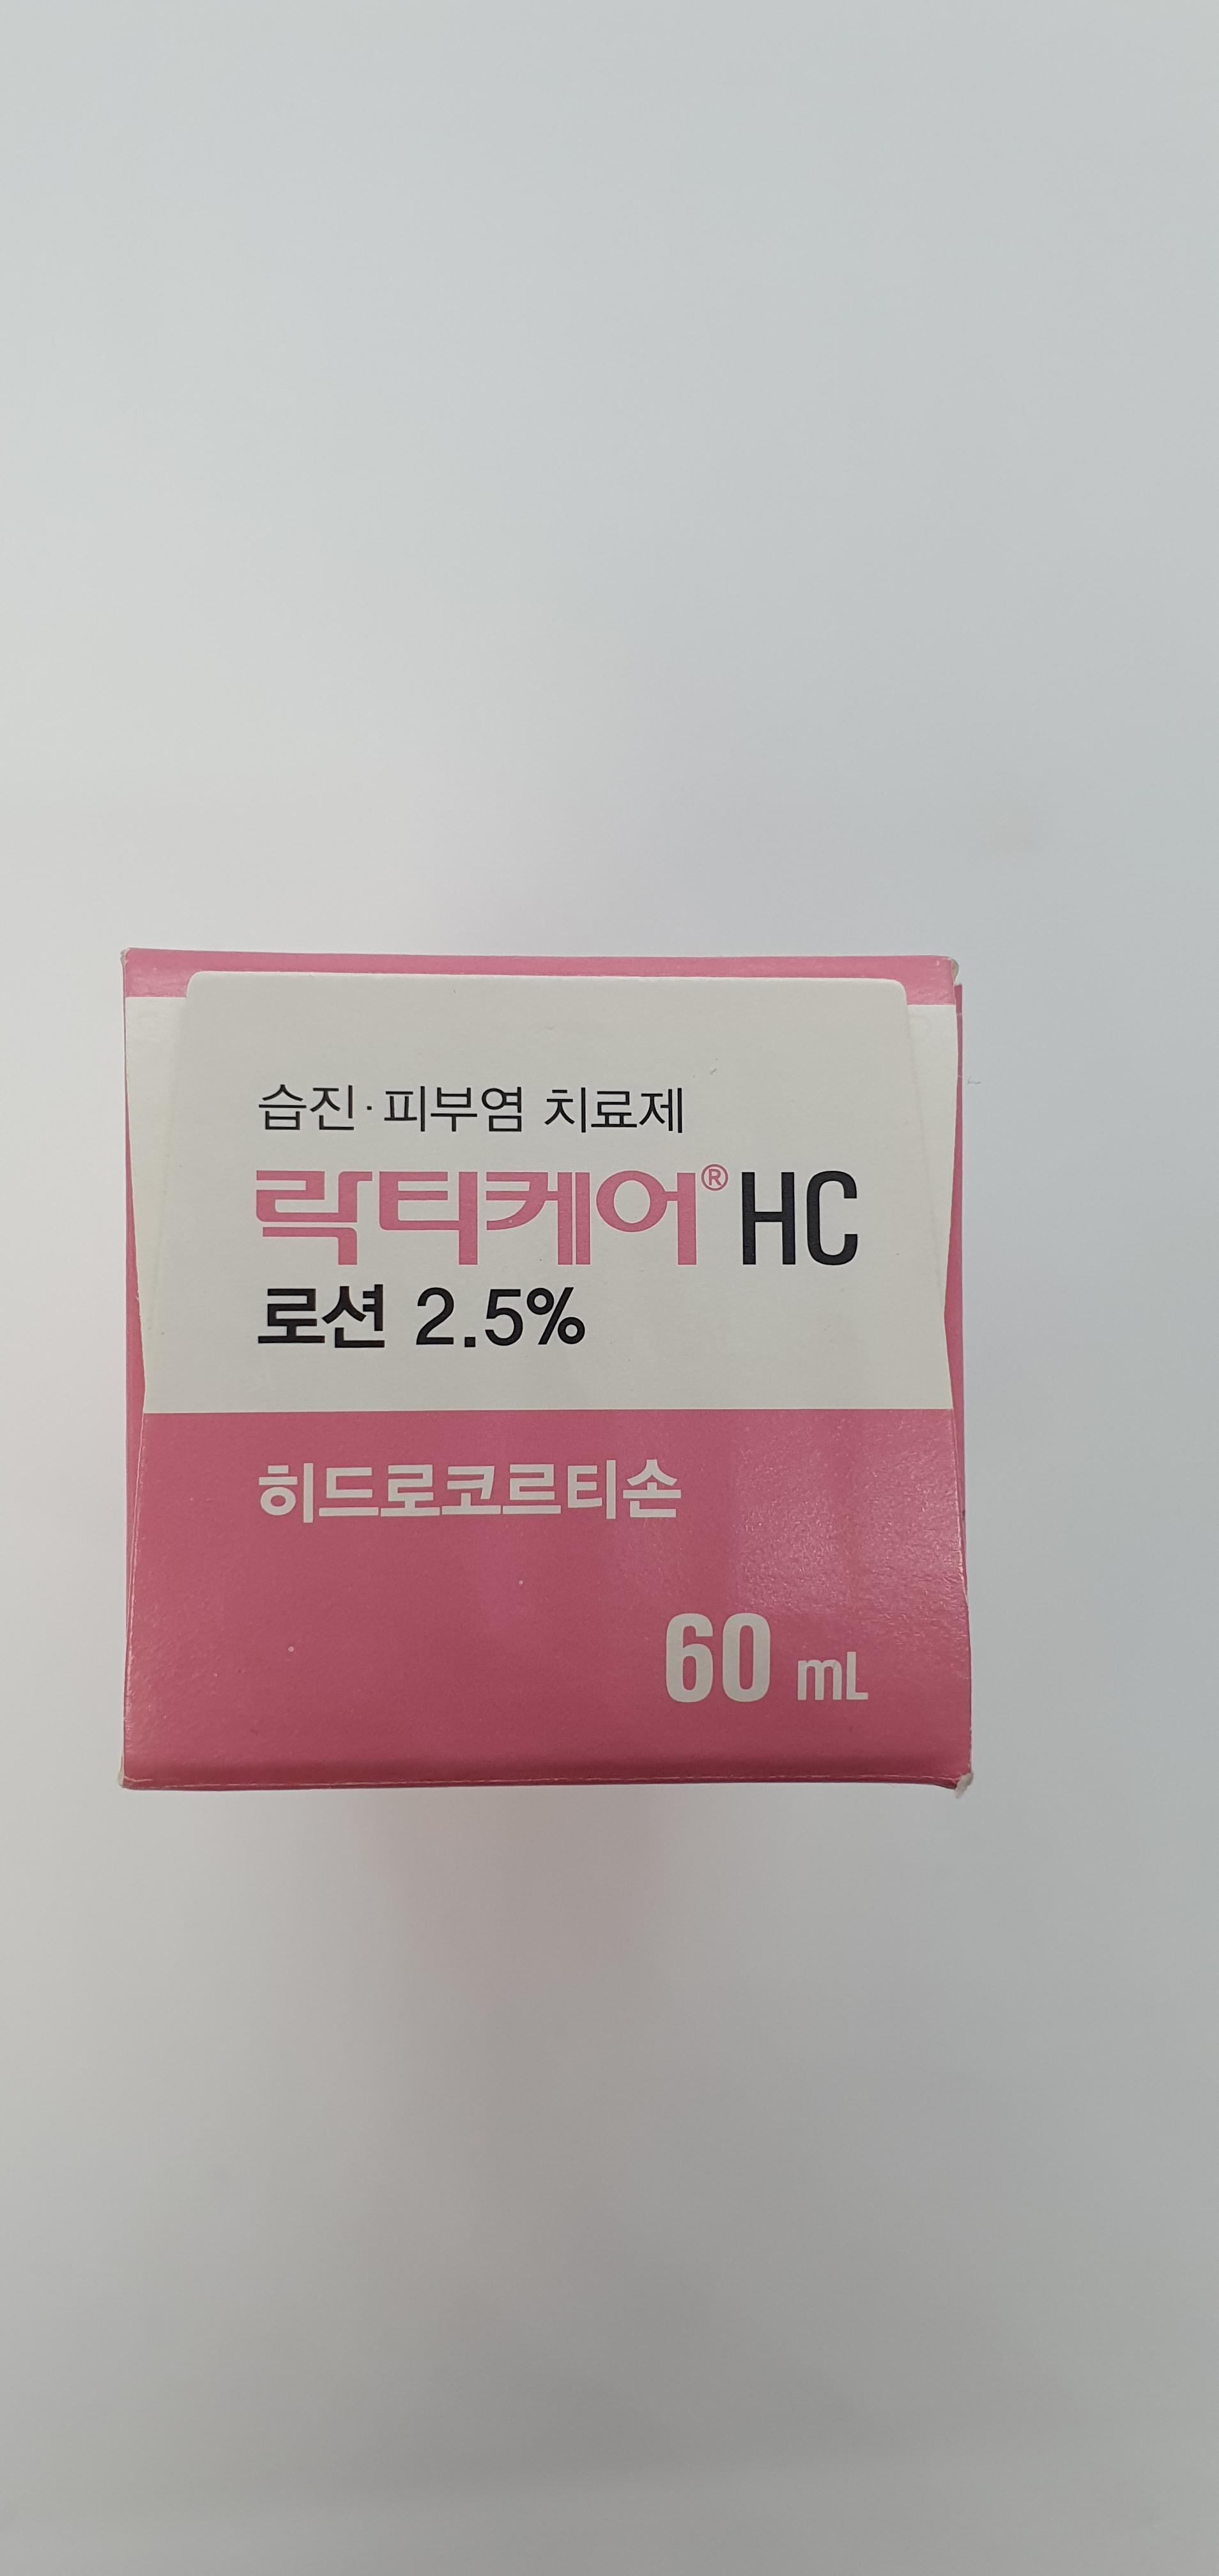 습진·피부염 치료제
락티케어® HC
로션 2.5%
히드로코르티손
60 mL